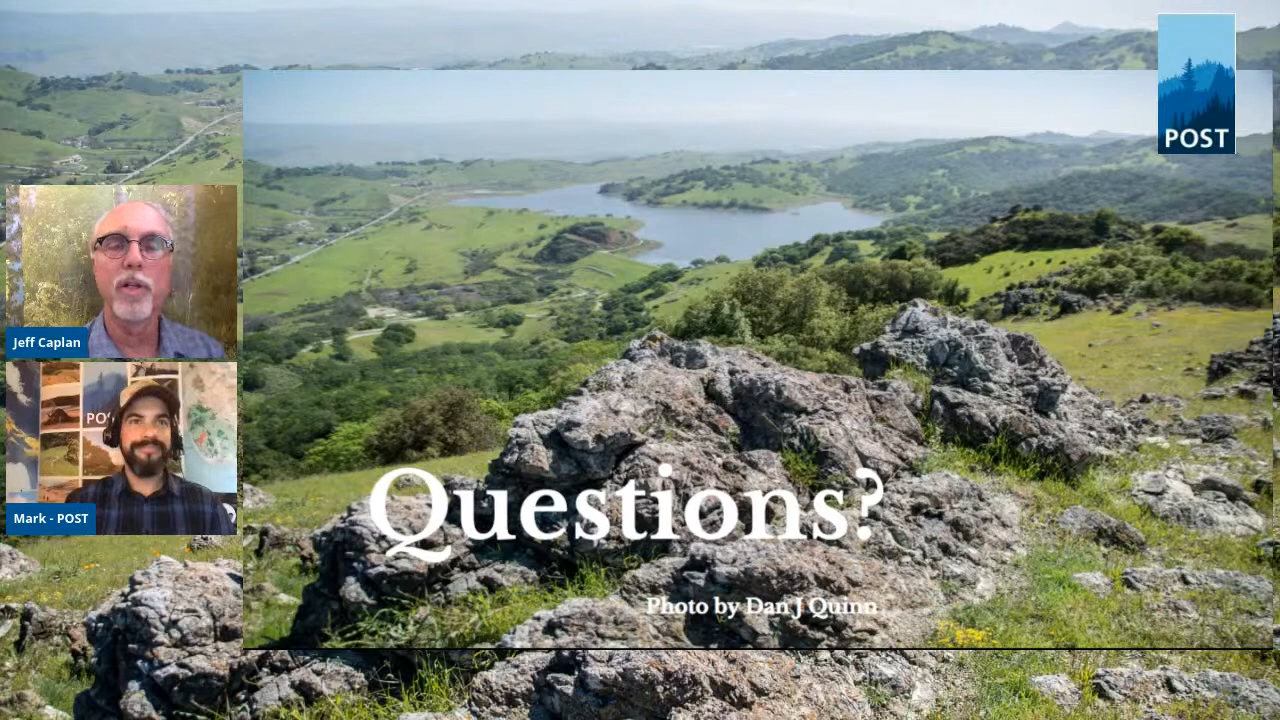 POST
Jeff Caplan
POS
Mark - POST
Questions?
Photo by Dan J Quinn